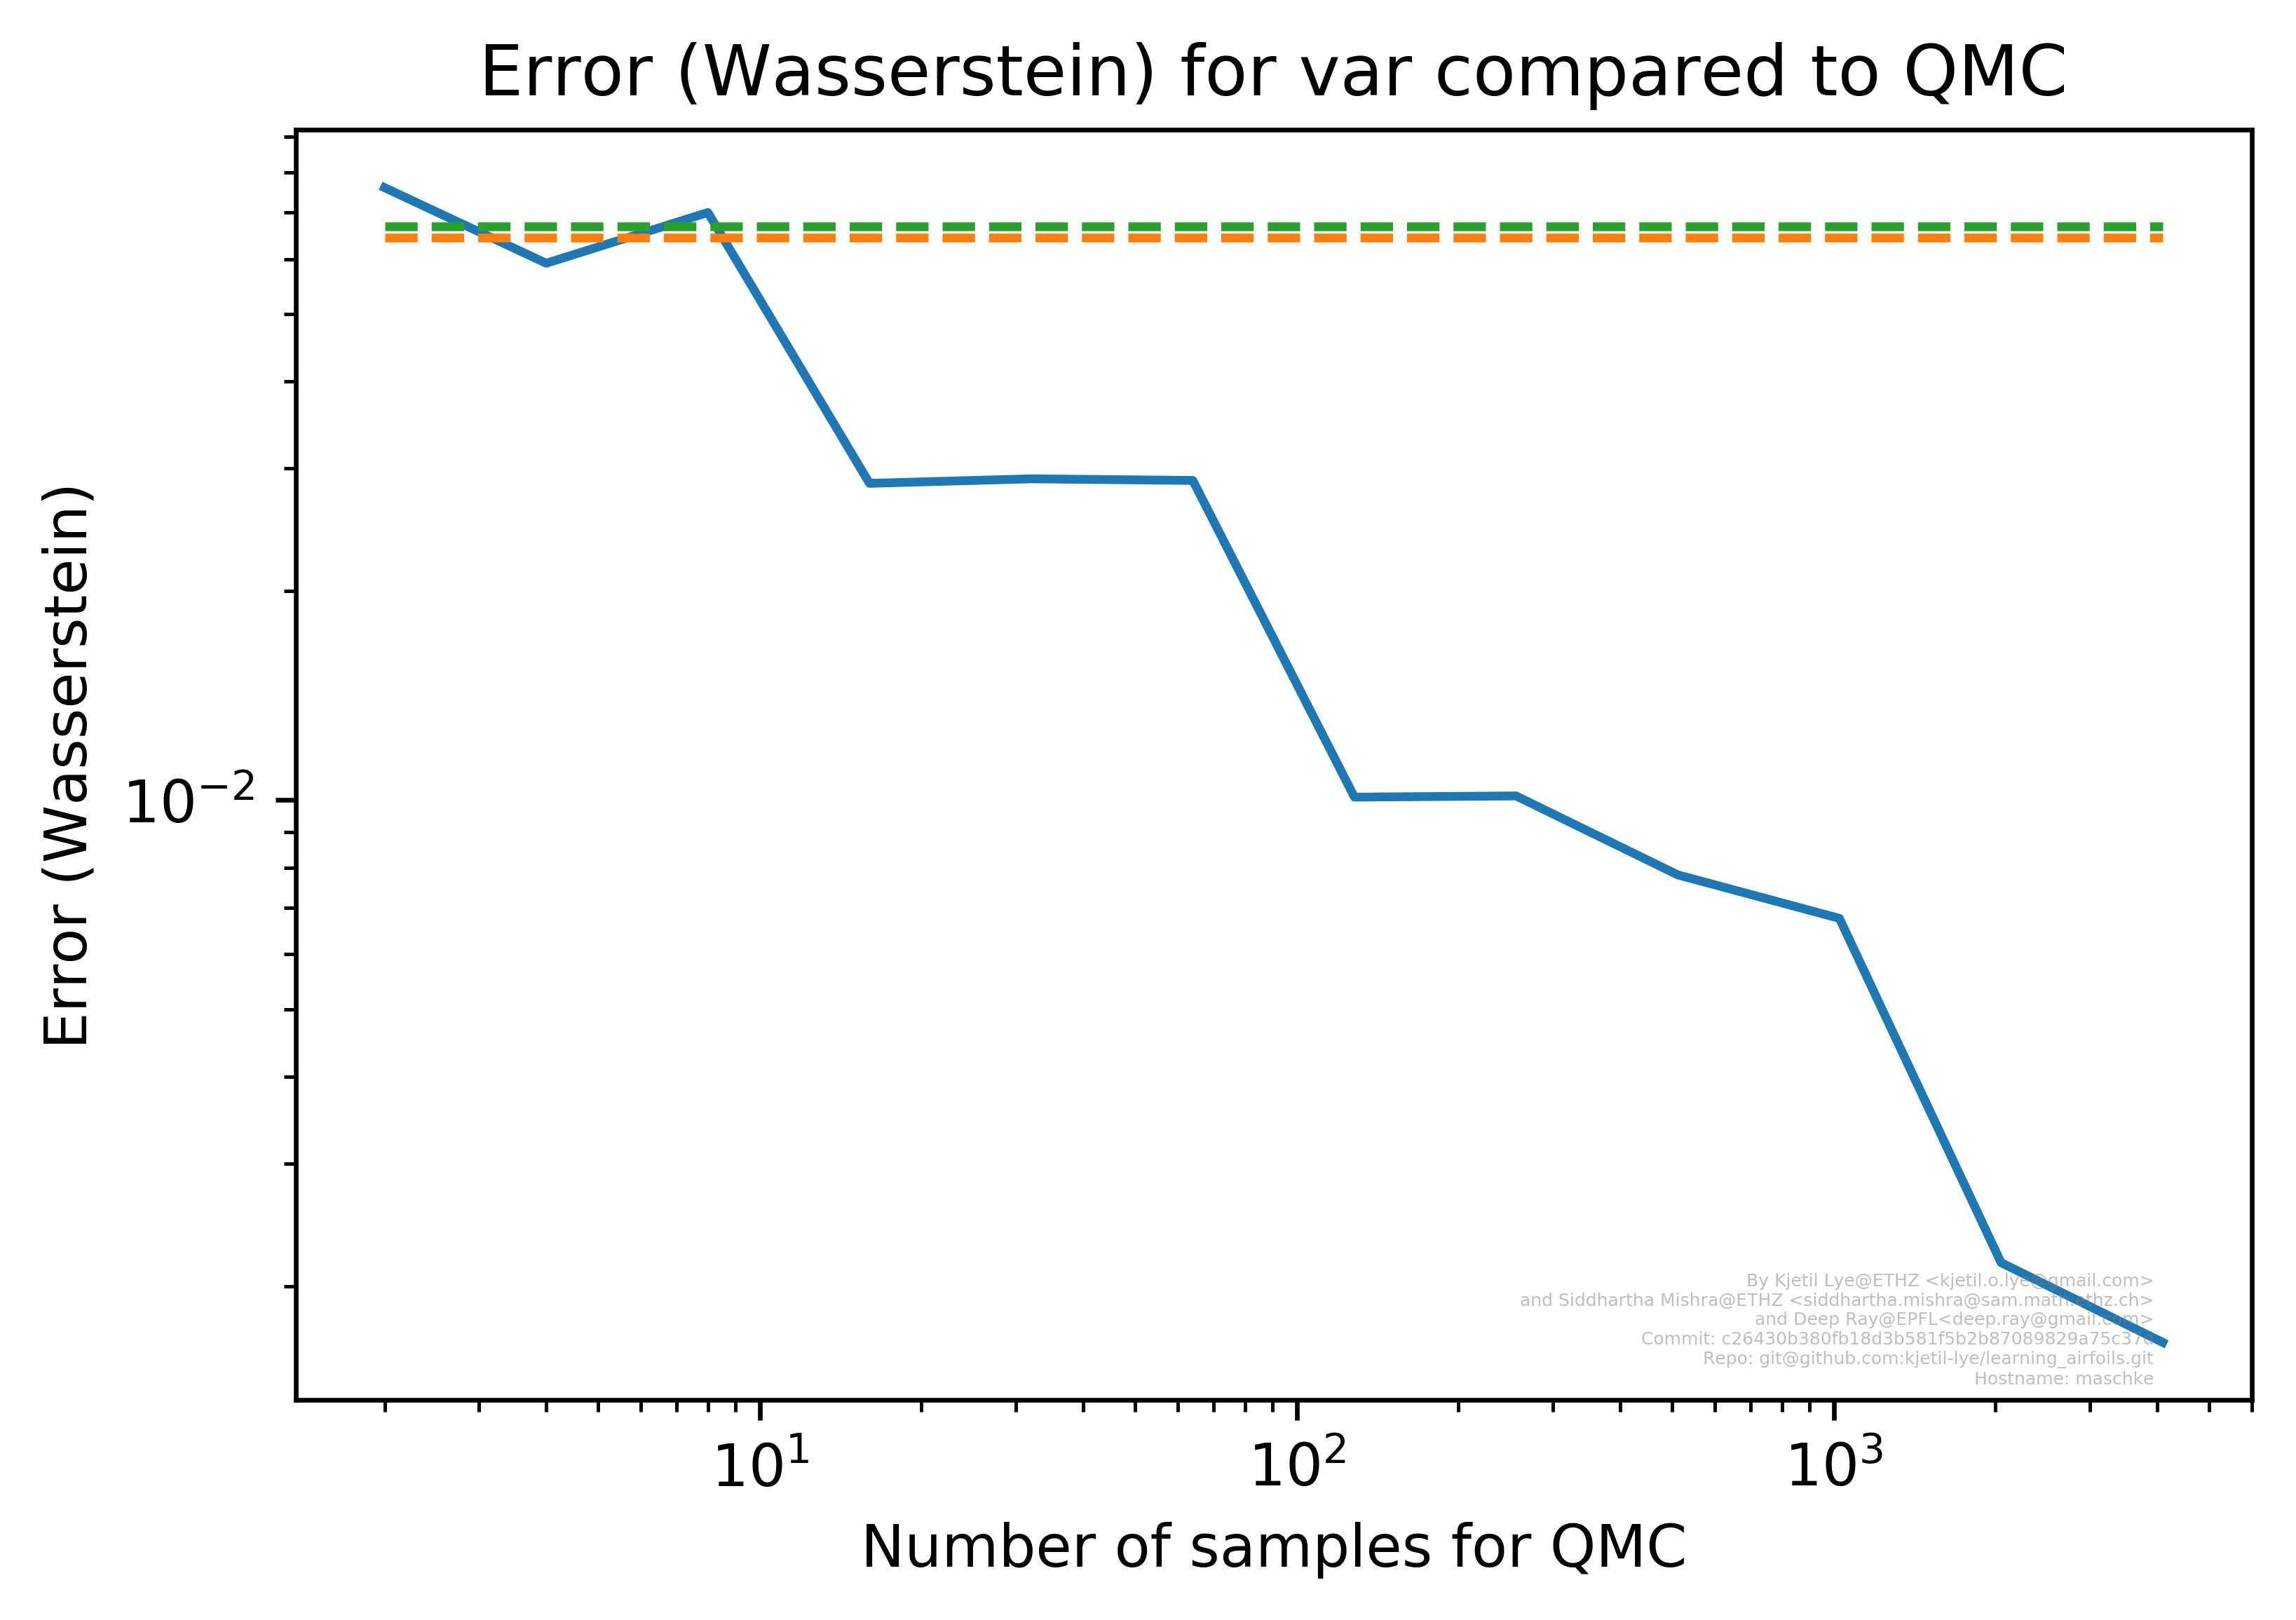 Error (Wasserstein) for var compared to QMC
Error (Wasserstein)
10−2
101
102
103
Number of samples for QMC
By Kjetil Lye@ETHZ <kjetil.o.lye@gmail.com>
and Siddhartha Mishra@ETHZ <siddhartha.mishra@sam.math.ethz.ch>
and Deep Ray@EPFL<deep.ray@gmail.com>
Commit: c26430b380fb18d3b581f5b2b87089829a75c37d
Repo: git@github.com:kjetil-lye/learning_airfoils.git
Hostname: maschke